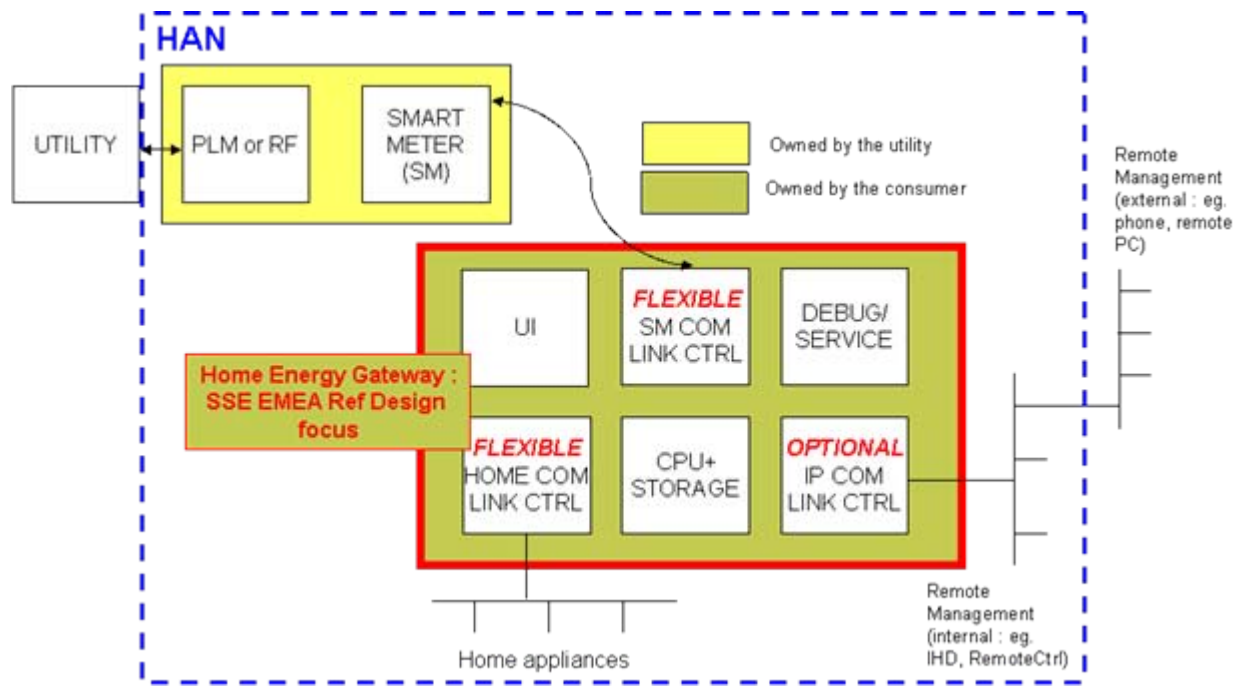 HAN
UTILITY
PLM or RF
SMART
METER
(SM)
Owned by the utility
Owned by the consumer
Remote
Management
(external : eg.
phone, remote
PC)
UI
FLEXIBLE
SM COM
LINK CTRL
DEBUG/
SERVICE
Home Energy Gateway :
SSE EMEA Ref Design
focus
FLEXIBLE
HOME COM
LINK CTRL
CPU+
STORAGE
OPTIONAL
IP COM
LINK CTRL
Remote
Management
(internal : eg.
IHD, RemoteCtrl)
Home appliances